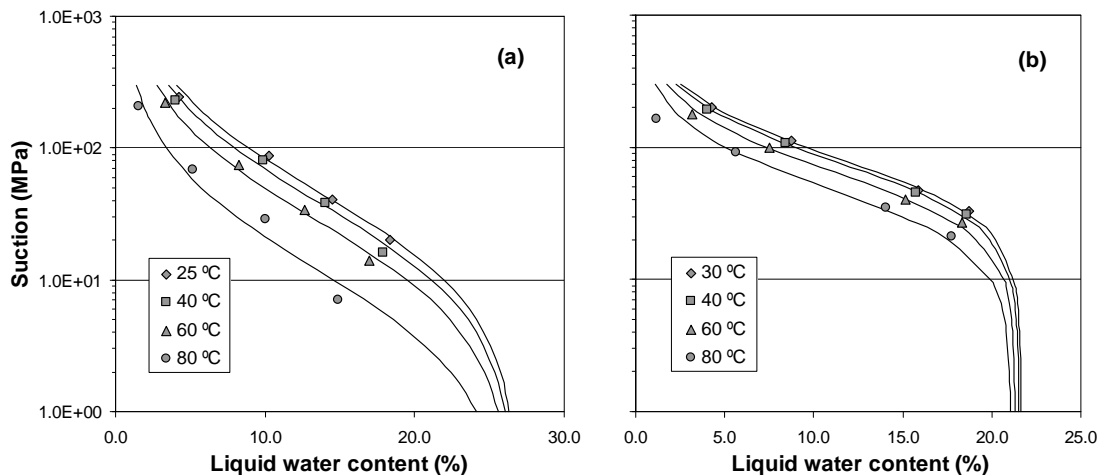 1.0E+03
1.0E+02
1.0E+01
1.0E+00
Suction (MPa)
(a)
25 ºC
40 ºC
60 ºC
80 ºC
0.0 10.0 20.0 30.0
Liquid water content (%)
(b)
30 ºC
40 ºC
60 ºC
80 ºC
0.0 5.0 10.0 15.0 20.0 25.0
Liquid water content (%)